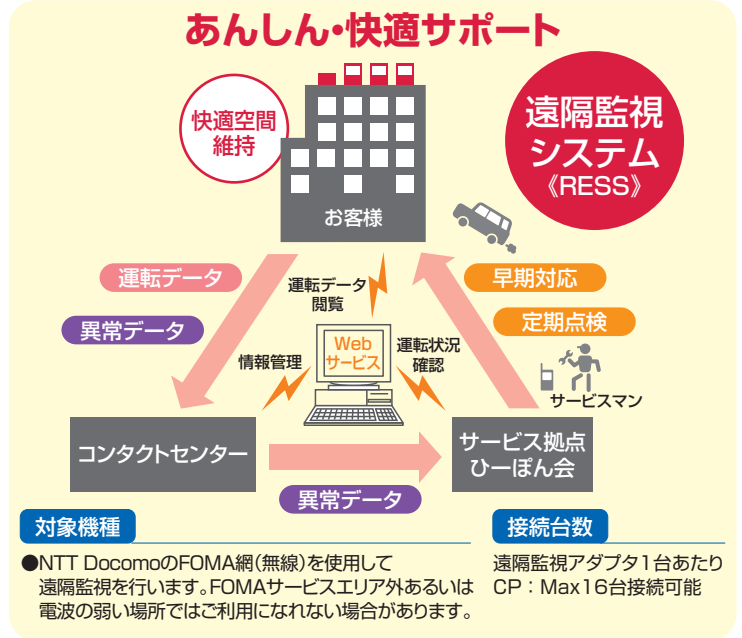 あんしん・快適サポート
快適空間
維持
遠隔監視
システム
《RESS》
お客様
運転データ
異常データ
運転データ
閲覧
早期対応
定期点検
Web
サービス
情報管理
運転状況
確認
サービスマン
コンタクトセンター
サービス拠点
ひーぽん会
異常データ
対象機種
●NTT DocomoのFOMA網(無線)を使用して
遠隔監視を行います。FOMAサービスエリア外あるいは
電波の弱い場所ではご利用になれない場合があります。
接続台数
遠隔監視アダプタ1台あたり
CP：Max16台接続可能